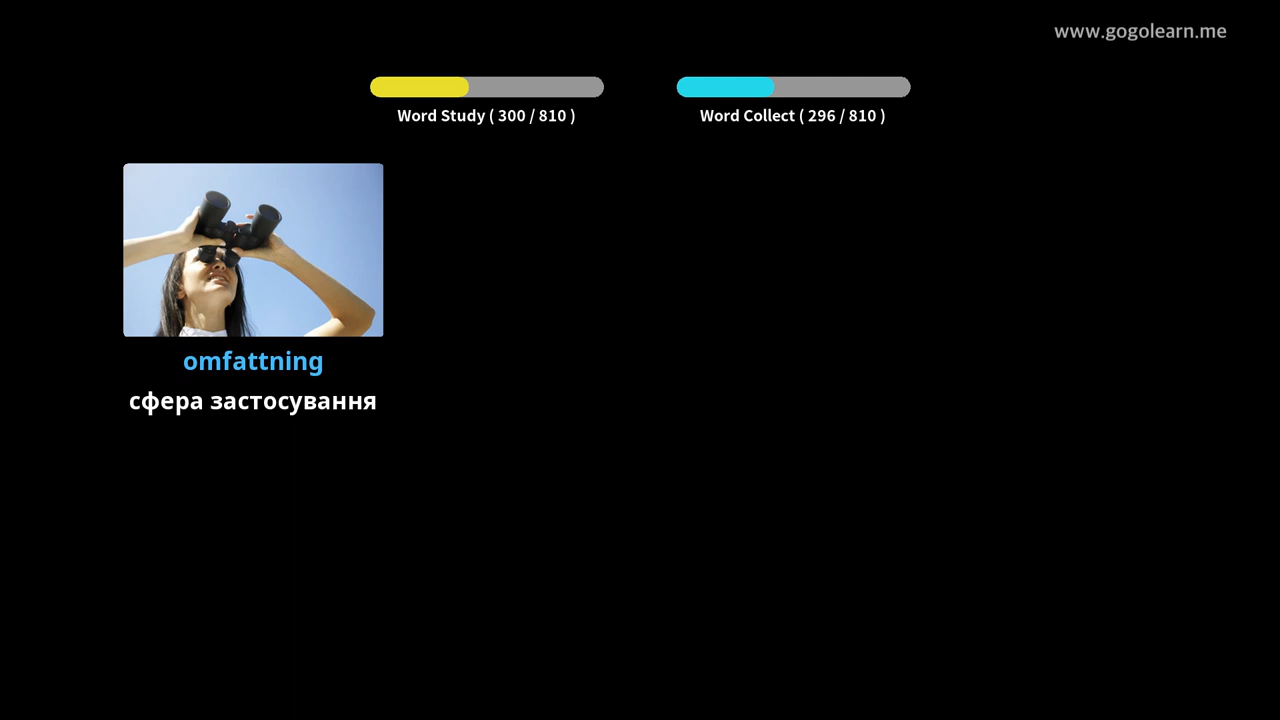 www.gogolearn.me
Word Study ( 300 / 810 )
Word Collect ( 296 / 810 )
omfattning
сфера застосування